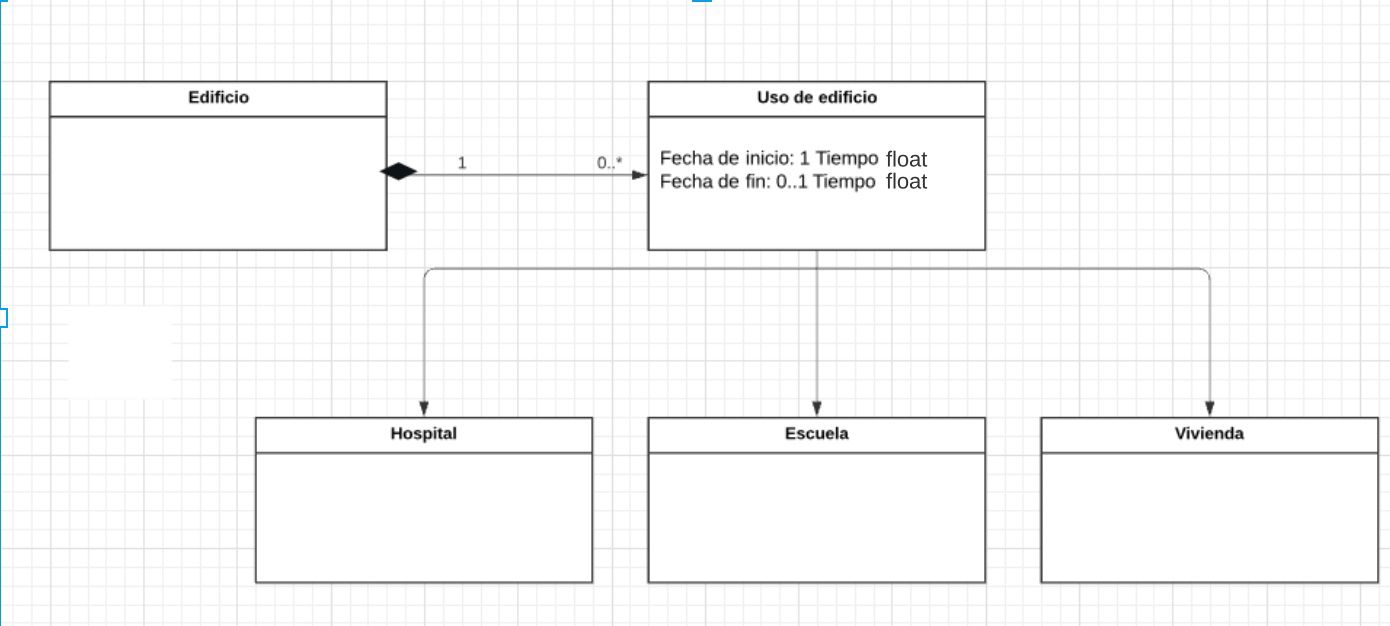 Edificio
Uso de edificio
1
0..*
Fecha de inicio: 1 Tiempo float
Fecha de fin: 0..1 Tiempo float
Hospital
Escuela
Vivienda